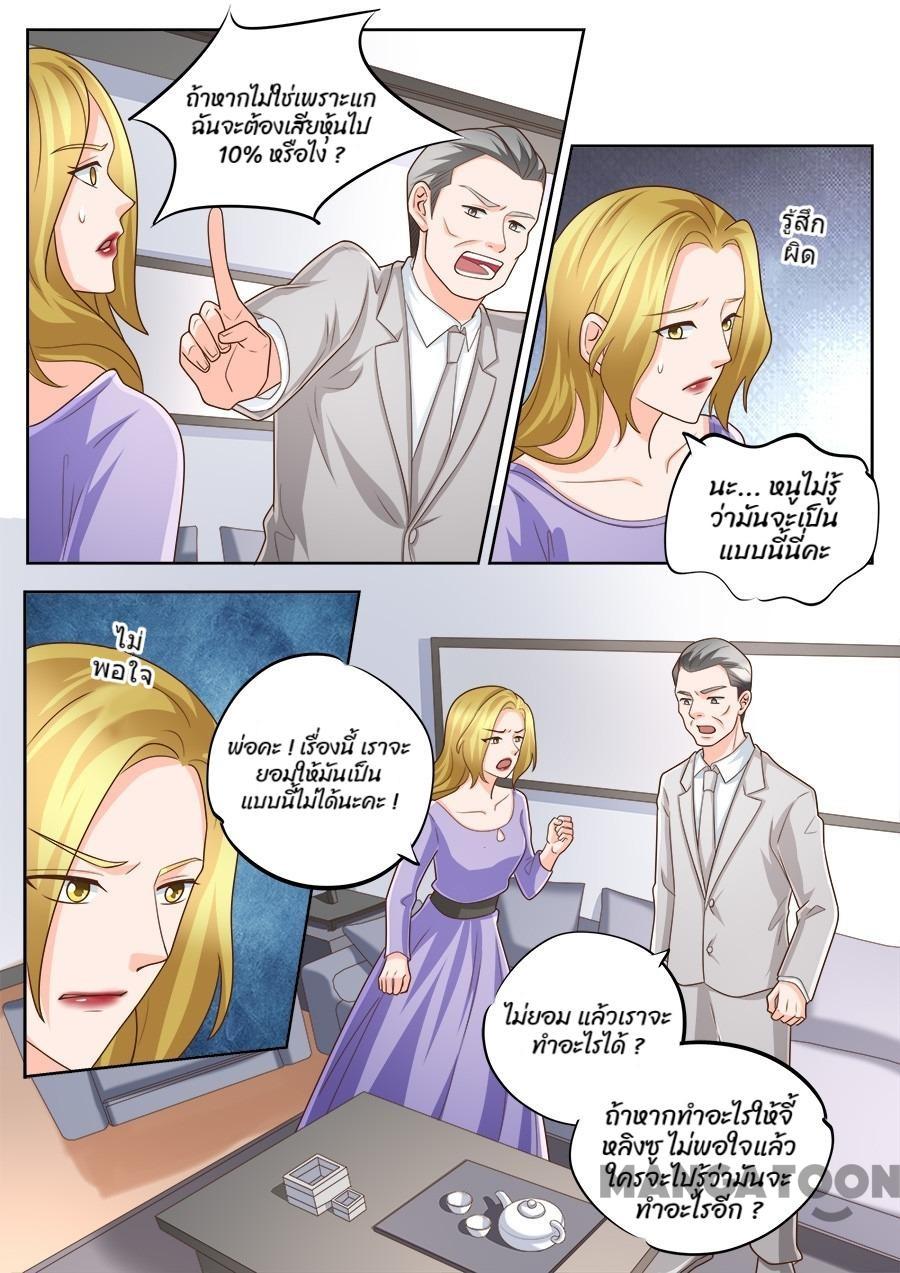 ถ้าหากไม่ใช่เพราะแก
ฉันจะต้องเสียหุ้นไป
10% หรือไง ?
รู้สึก
ผิด
นะ... หนูไม่รู้
ว่ามันจะเป็น
แบบนี้นี่คะ
ไม่
พอใจ
พ่อคะ ! เรื่องนี้ เราจะ
ยอมให้มันเป็น
แบบนี้ไม่ได้นะคะ !
ไม่ยอม แล้วเราจะ
ทำอะไรได้ ?
ถ้าหากทำอะไรให้จี้
หลิงซู ไม่พอใจแล้ว
ใครจะไปรู้ว่ามันจะ
ทำอะไรอีก ?
MANGATOON